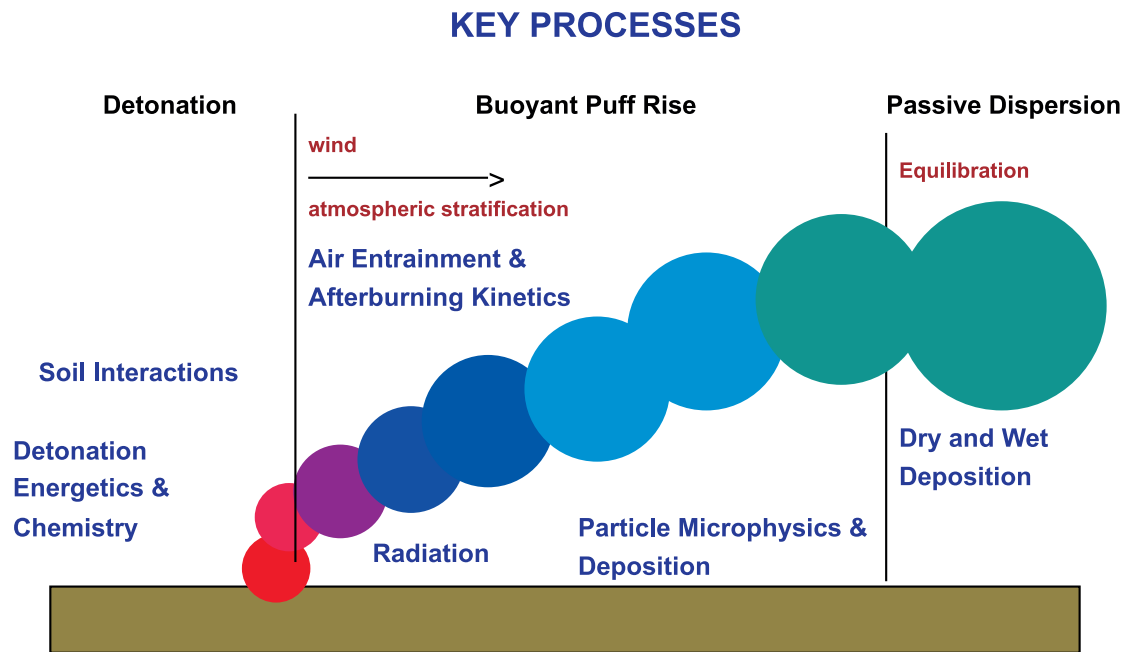 KEY PROCESSES
Detonation
Buoyant Puff Rise
Passive Dispersion
wind
atmospheric stratification
Equilibration
Air Entrainment &
Afterburning Kinetics
Soil Interactions
Detonation
Energetics &
Chemistry
Radiation
Particle Microphysics &
Deposition
Dry and Wet
Deposition